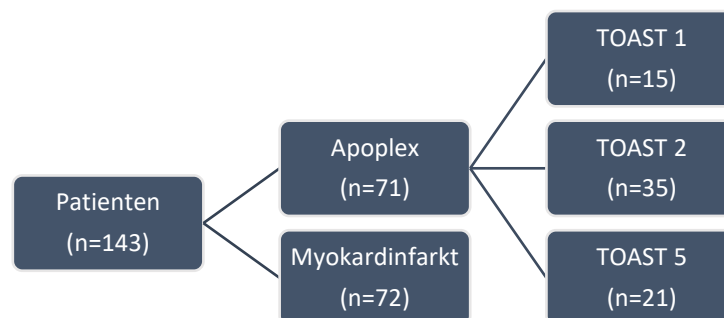 Patienten
(n=143)
Apoplex
(n=71)
Myokardinfarkt
(n=72)
TOAST 1
(n=15)
TOAST 2
(n=35)
TOAST 5
(n=21)